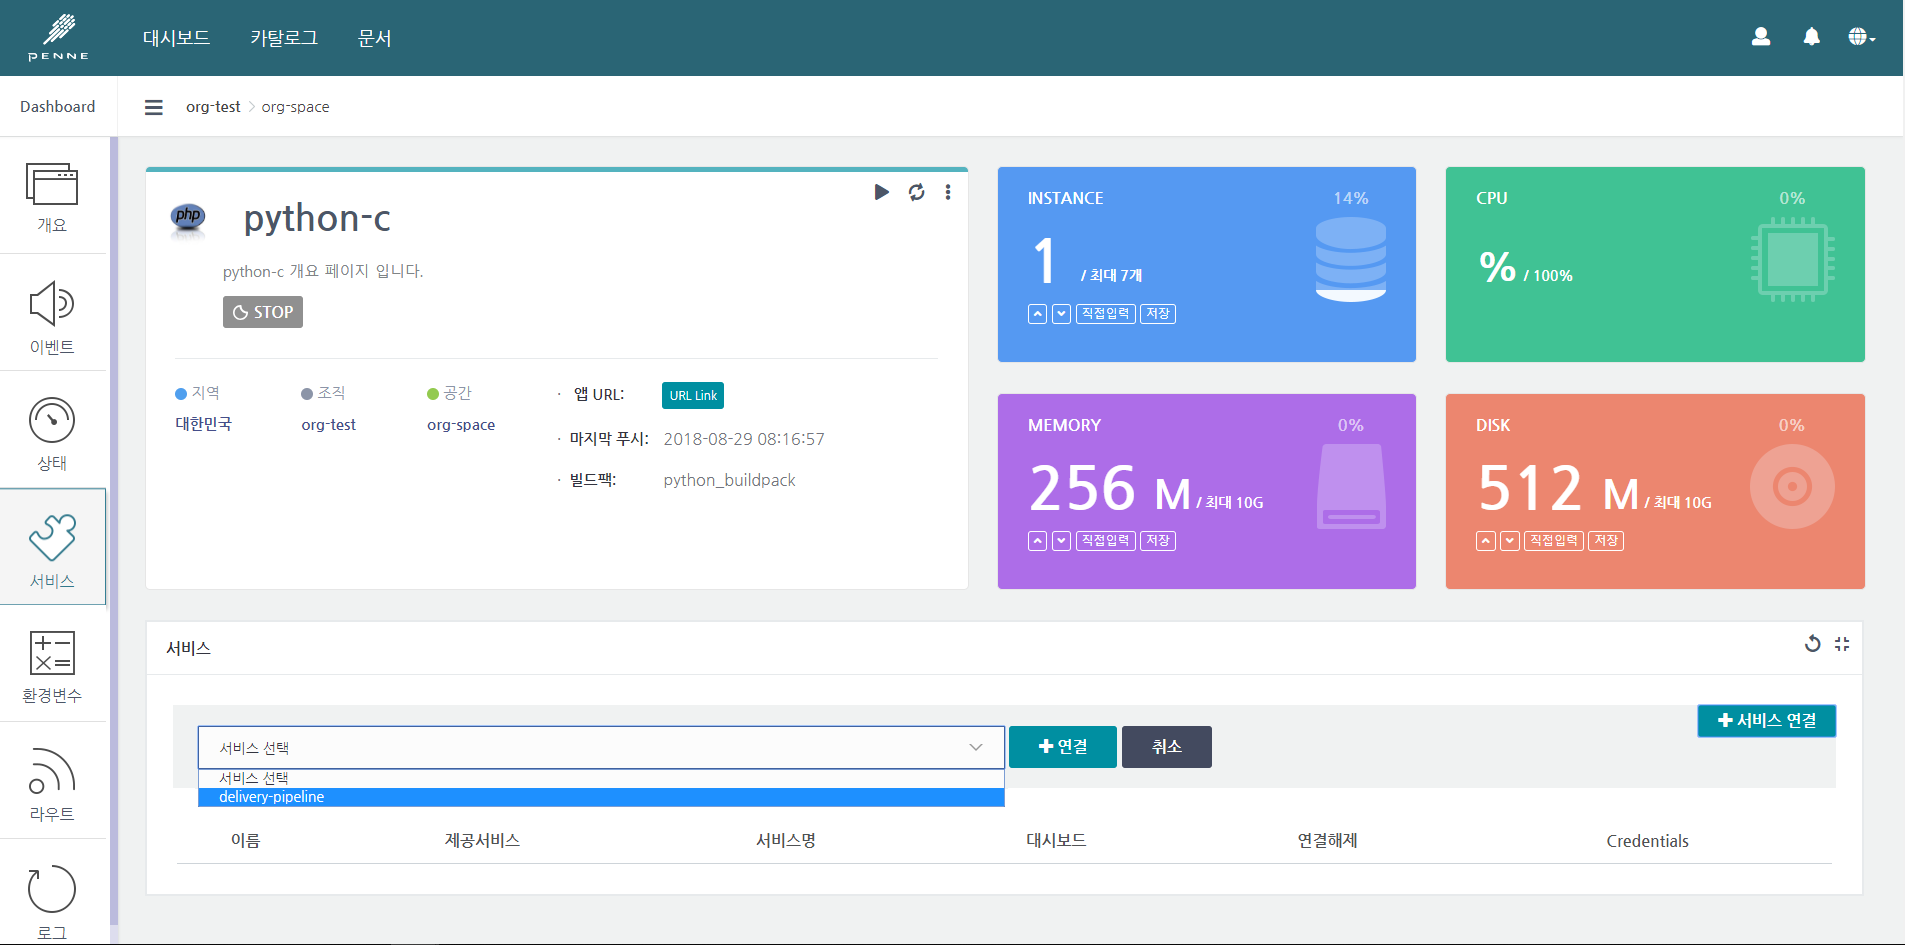 PENNE
대시보드 카탈로그 문서
Dashboard
org-test > org-space
개요
이벤트
상태
서비스
환경변수
라우트
로그
php
python-c
python-c 개요 페이지 입니다.
STOP
지역 조직 공간
대한민국 org-test org-space
· 앱 URL: URL Link
· 마지막 푸시: 2018-08-29 08:16:57
· 빌드팩: python_buildpack
INSTANCE 14%
1 / 최대 7개
직접입력 저장
CPU 0%
% / 100%
MEMORY 0%
256 M / 최대 10G
직접입력 저장
DISK 0%
512 M / 최대 10G
직접입력 저장
서비스
서비스 연결
서비스 선택
연결 취소
서비스 선택
delivery-pipeline
이름 제공서비스 서비스명 대시보드 연결해제 Credentials